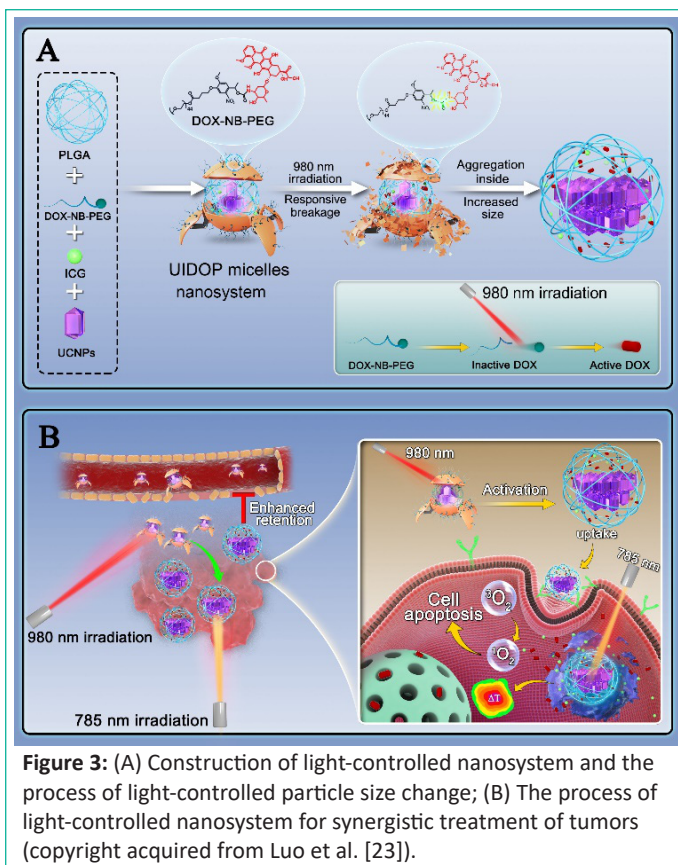 A
PLGA
+
DOX-NB-PEG
+
ICG
+
UCNPs
DOX-NB-PEG
UIDOP micelles
nanosystem
980 nm
irradiation
Responsive
breakage
Aggregation
inside
Increased
size
980 nm irradiation
DOX-NB-PEG
Inactive DOX
Active DOX
B
Enhanced
retention
980 nm irradiation
785 nm irradiation
980 nm
Activation
uptake
785 nm
Cell
apoptosis
³O₂
¹O₂
ΔT
Figure 3: (A) Construction of light-controlled nanosystem and the
process of light-controlled particle size change; (B) The process of
light-controlled nanosystem for synergistic treatment of tumors
(copyright acquired from Luo et al. [23]).